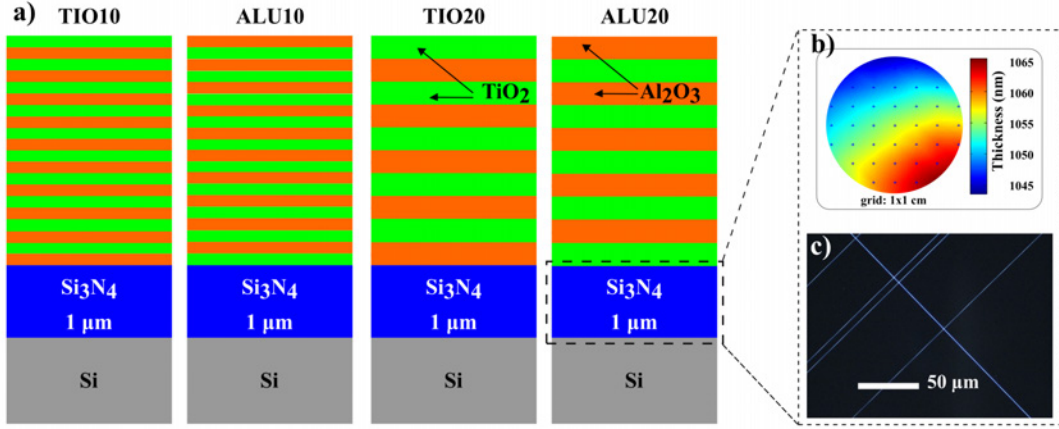 a)
TIO10
ALU10
TIO20
ALU20
TiO2
Al2O3
Si3N4
1 μm
Si
Si3N4
1 μm
Si
Si3N4
1 μm
Si
Si3N4
1 μm
Si
b)
1065
1060
1055
1050
1045
Thickness (nm)
grid: 1x1 cm
c)
50 μm